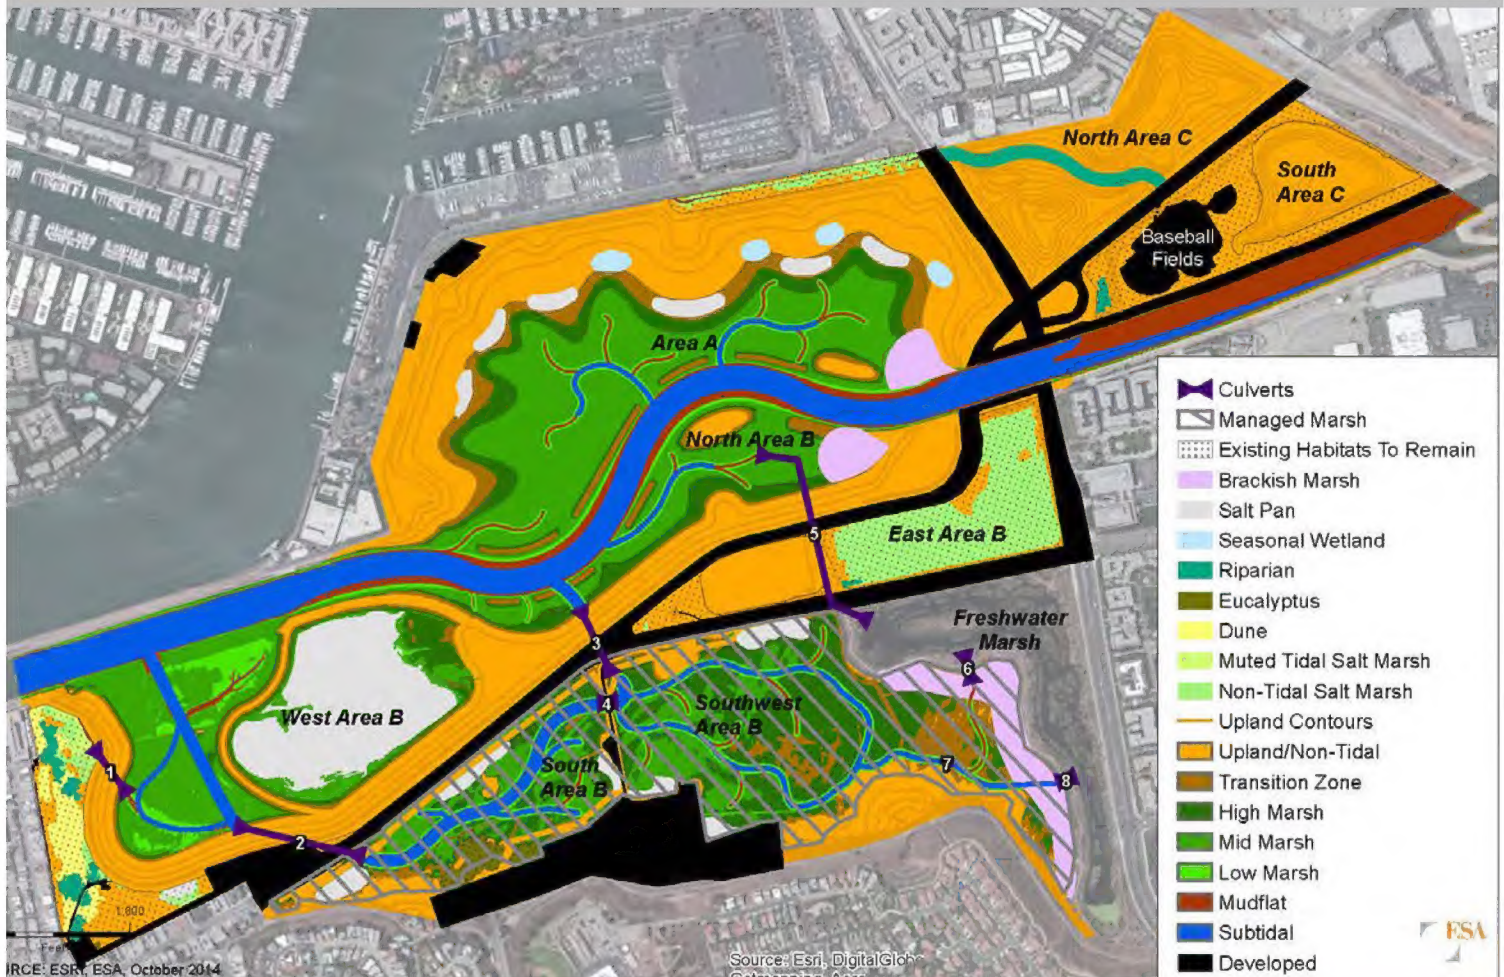 North Area C
South
Area C
Baseball
Fields
Area A
North Area B
5
East Area B
Freshwater
Marsh
3
6
4
West Area B
Southwest
Area B
1
South
Area B
7
8
2
1,800
Culverts
Managed Marsh
Existing Habitats To Remain
Brackish Marsh
Salt Pan
Seasonal Wetland
Riparian
Eucalyptus
Dune
Muted Tidal Salt Marsh
Non-Tidal Salt Marsh
Upland Contours
Upland/Non-Tidal
Transition Zone
High Marsh
Mid Marsh
Low Marsh
Mudflat
Subtidal
Developed
ESA
ESA, October 2014
Source: Esri, DigitalGlobe